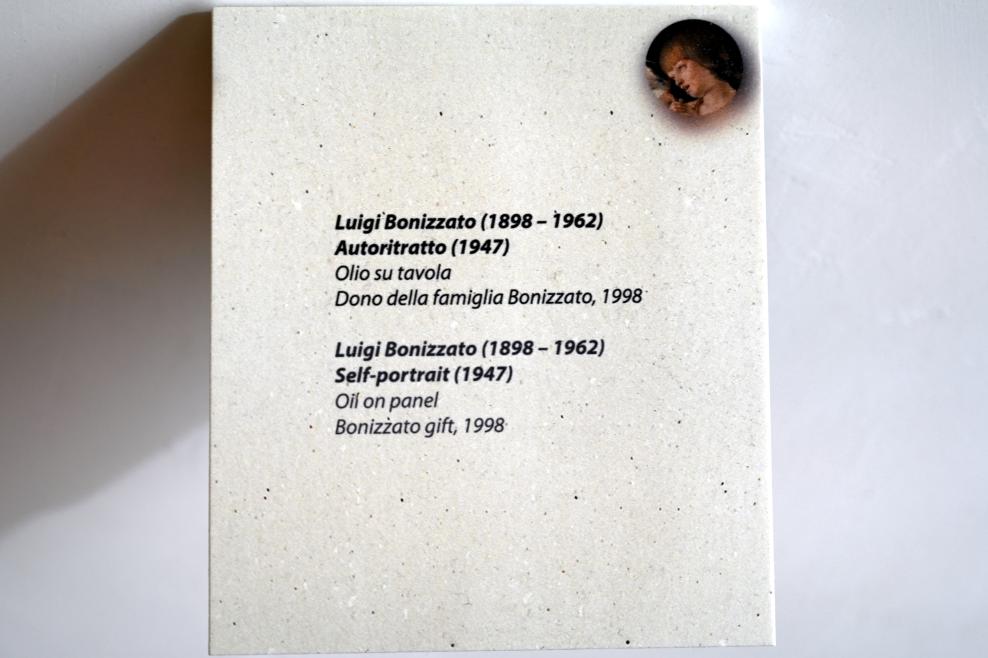 Luigi Bonizzato (1898 – 1962)
Autoritratto (1947)
Olio su tavola
Dono della famiglia Bonizzato, 1998
Luigi Bonizzato (1898 – 1962)
Self-portrait (1947)
Oil on panel
Bonizzato gift, 1998